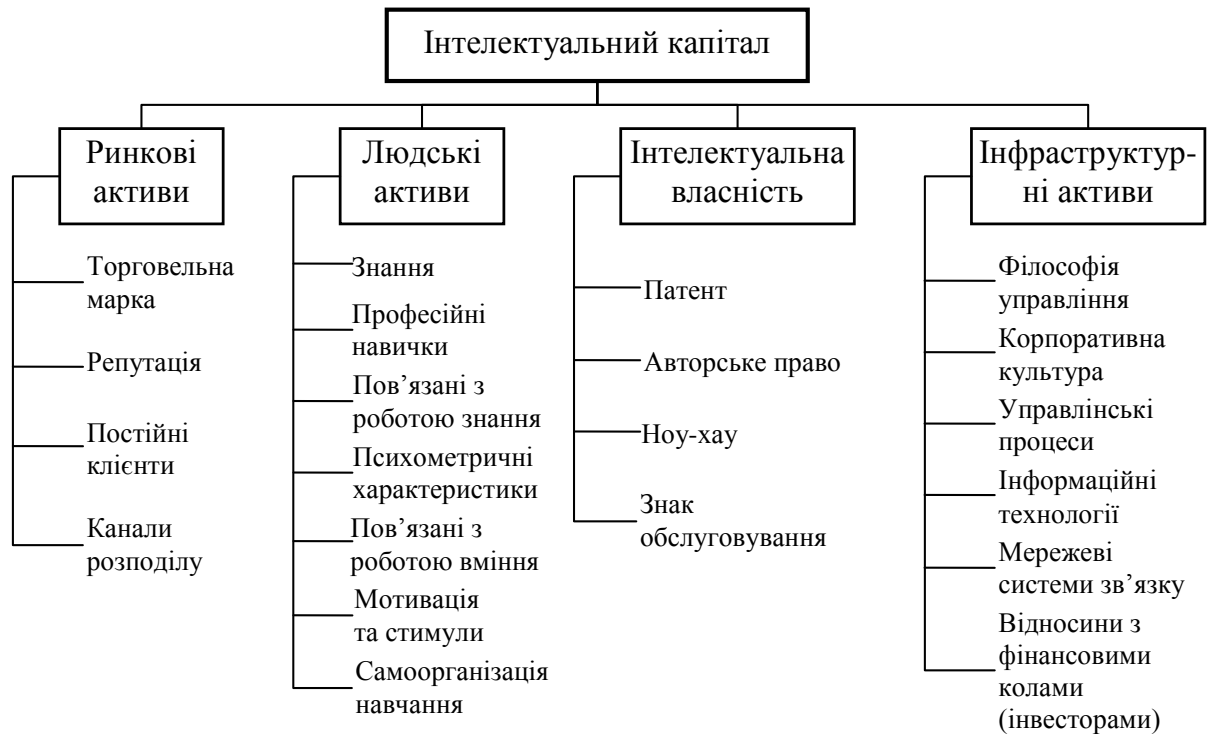 Інтелектуальний капітал
Ринкові
активи
Торговельна
марка
Репутація
Постійні
клієнти
Канали
розподілу
Людські
активи
Знання
Професійні
навички
Пов’язані з
роботою знання
Психометричні
характеристики
Пов’язані з
роботою вміння
Мотивація
та стимули
Самоорганізація
навчання
Інтелектуальна
власність
Патент
Авторське право
Ноу-хау
Знак
обслуговування
Інфраструктур-
ні активи
Філософія
управління
Корпоративна
культура
Управлінські
процеси
Інформаційні
технології
Мережеві
системи зв’язку
Відносини з
фінансовими
колами
(інвесторами)